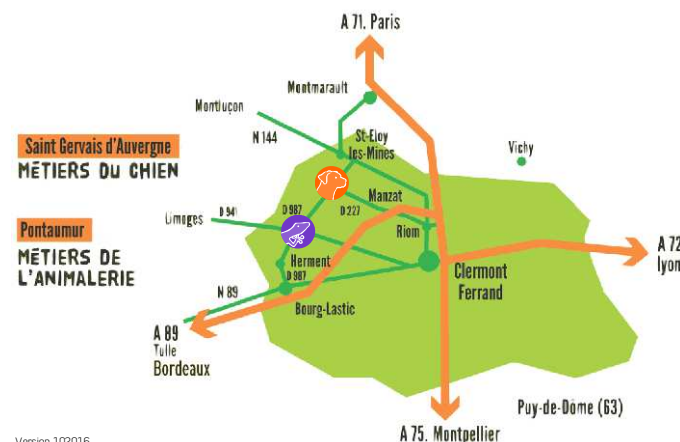 A 71. Paris
Montmarault
Montluçon
N 144
St-Eloy
les-Mines
Vichy
Saint Gervais d'Auvergne
MÉTIERS DU CHIEN
Manzat
D 941
D 987
D 227
Limoges
Pontaumur
Riom
MÉTIERS DE
L'ANIMALERIE
Herment
D 987
A 72
lyon
Clermont
Ferrand
N 89
Bourg-Lastic
A 89
Tulle
Bordeaux
Puy-de-Dôme (63)
A 75. Montpellier
Version 102016